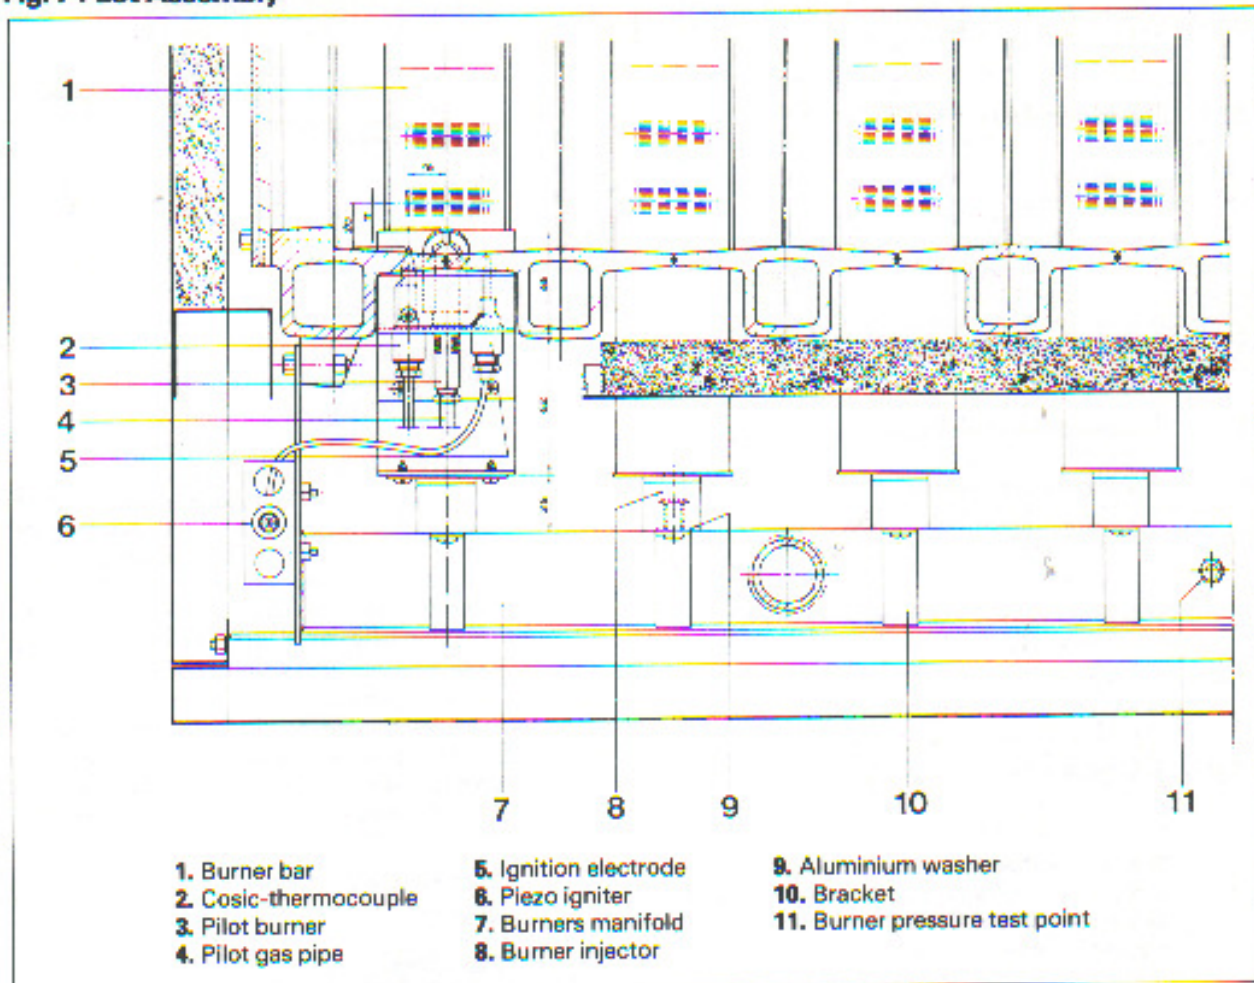 1
2
3
4
5
6
7
8
9
10
11
1. Burner bar
2. Cosic-thermocouple
3. Pilot burner
4. Pilot gas pipe
5. Ignition electrode
6. Piezo igniter
7. Burners manifold
8. Burner injector
9. Aluminium washer
10. Bracket
11. Burner pressure test point